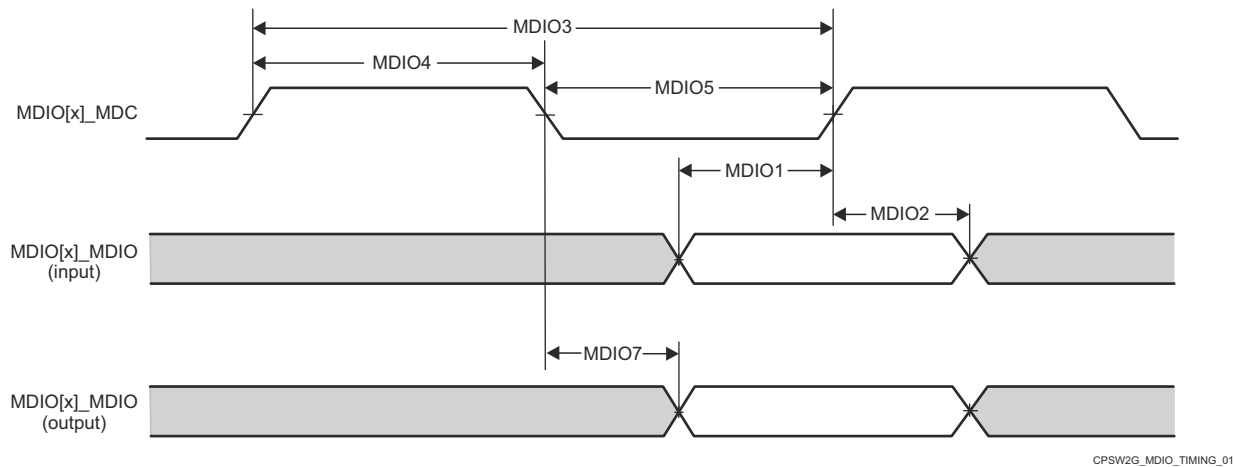 MDIO3
MDIO4
MDIO5
MDIO[x]_MDC
MDIO1
MDIO2
MDIO[x]_MDIO
(input)
MDIO7
MDIO[x]_MDIO
(output)
CPSW2G_MDIO_TIMING_01